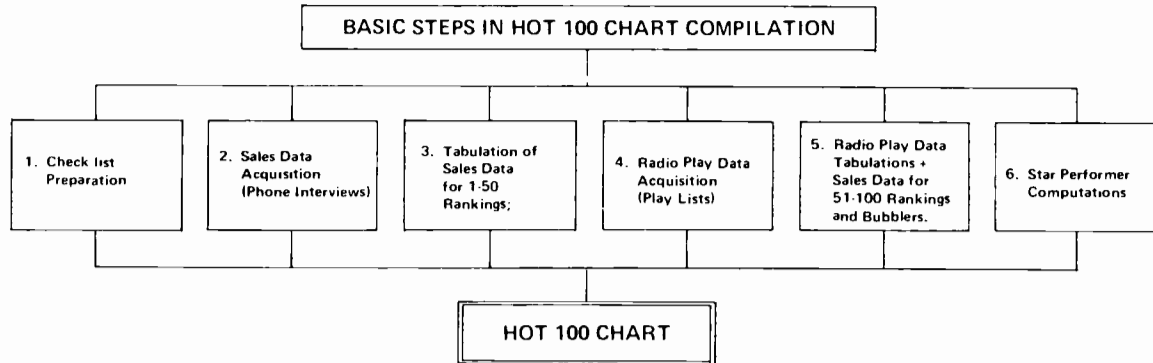 BASIC STEPS IN HOT 100 CHART COMPILATION
1. Check list
Preparation
2. Sales Data
Acquisition
(Phone Interviews)
3. Tabulation of
Sales Data
for 1-50
Rankings;
4. Radio Play Data
Acquisition
(Play Lists)
5. Radio Play Data
Tabulations +
Sales Data for
51-100 Rankings
and Bubblers.
6. Star Performer
Computations
HOT 100 CHART